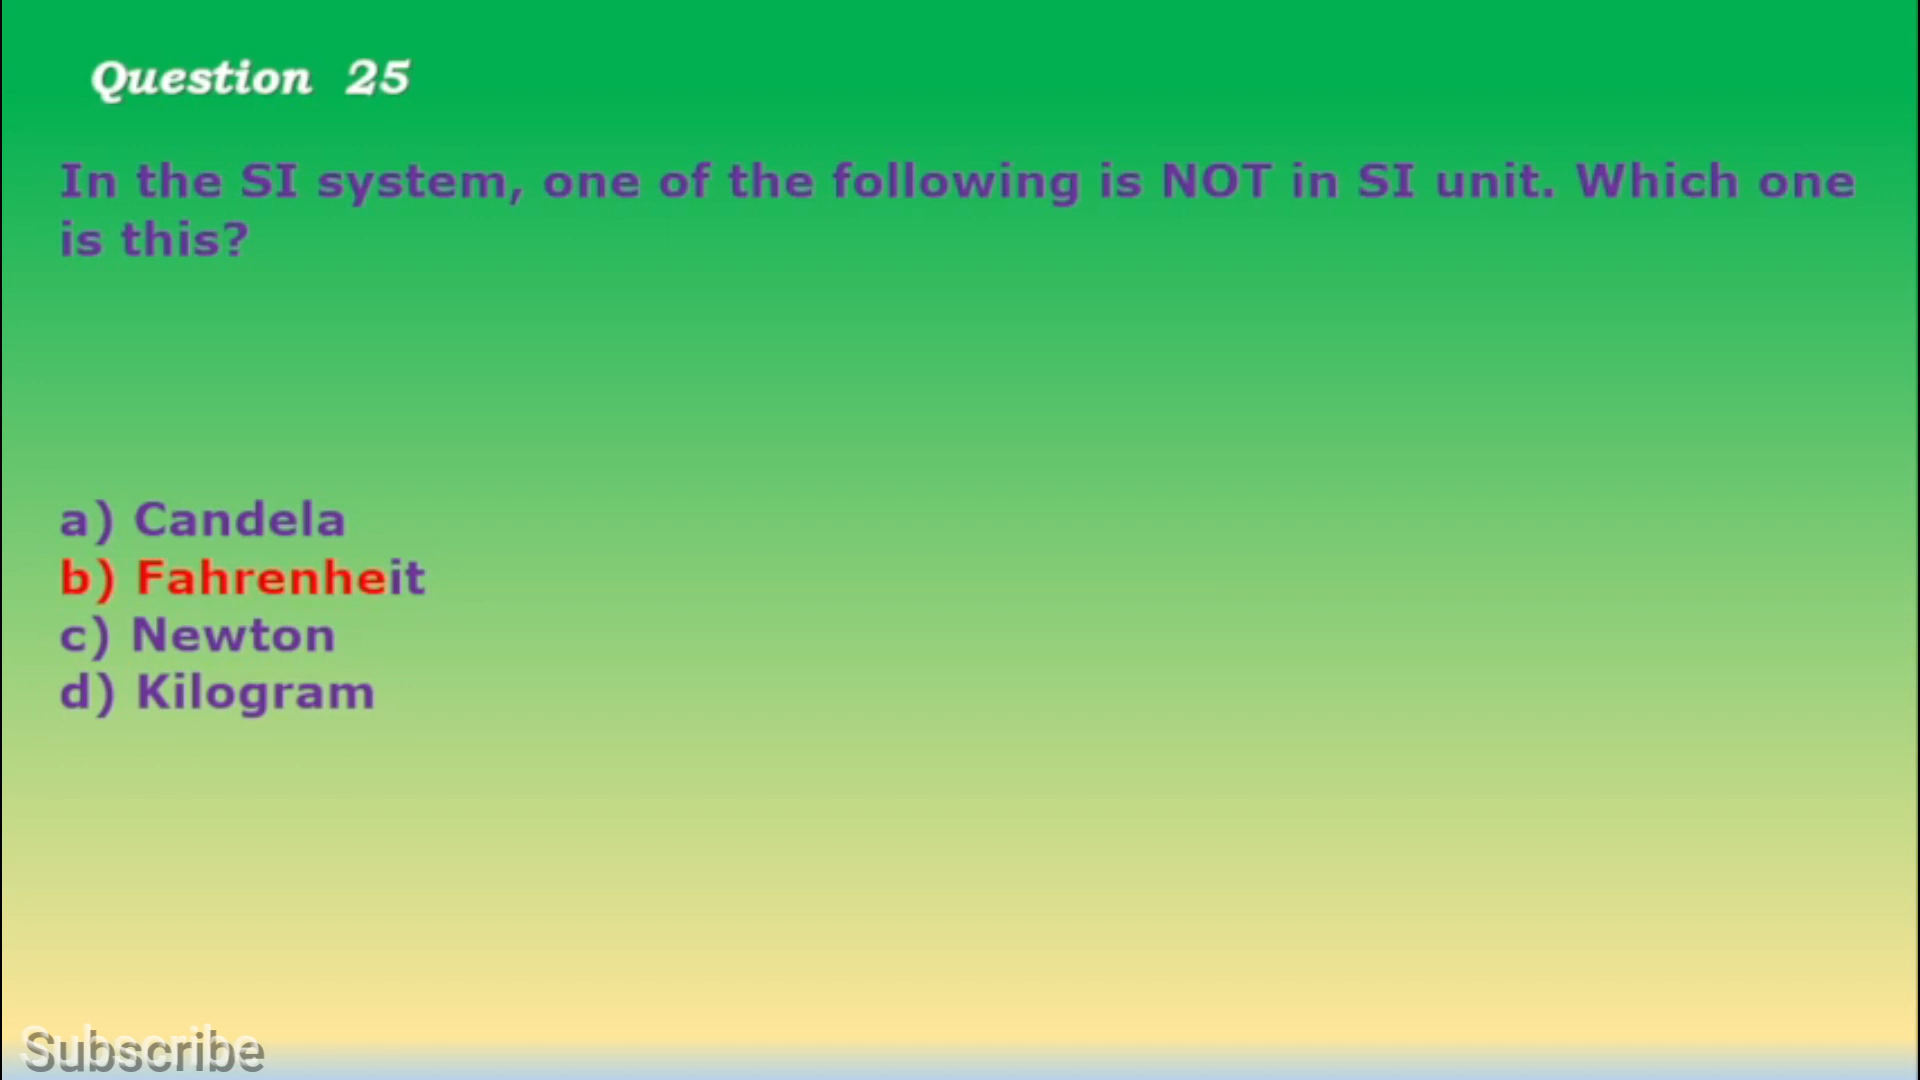 Question 25
In the SI system, one of the following is NOT in SI unit. Which one
is this?
a) Candela
b) Fahrenheit
c) Newton
d) Kilogram
Subscribe